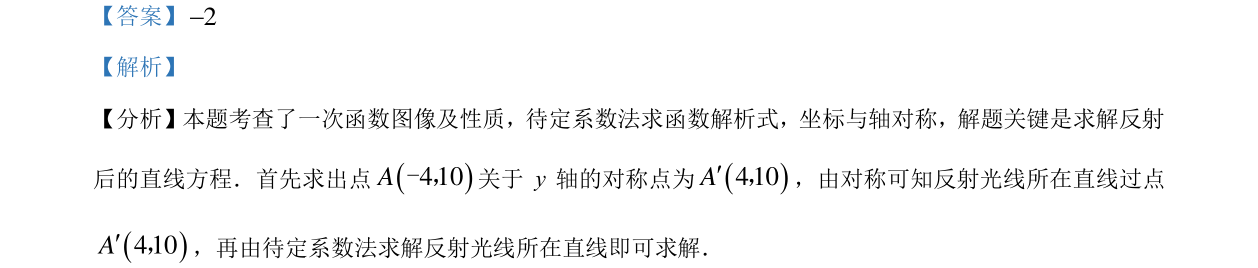 【答案】–2
【解析】
【分析】本题考查了一次函数图像及性质，待定系数法求函数解析式，坐标与轴对称，解题关键是求解反射
后的直线方程．首先求出点 A(−4,10) 关于 y 轴的对称点为 A′(4,10)，由对称可知反射光线所在直线过点
A′(4,10)，再由待定系数法求解反射光线所在直线即可求解．